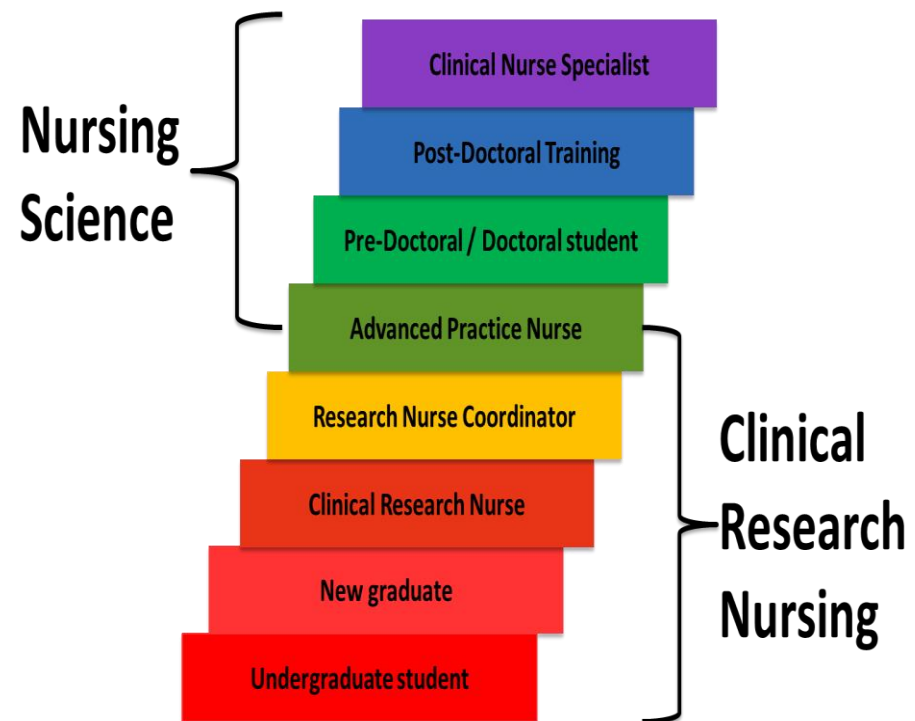 Clinical Nurse Specialist
Nursing
Science
Post-Doctoral Training
Pre-Doctoral / Doctoral student
Advanced Practice Nurse
Research Nurse Coordinator
Clinical Research Nurse
New graduate
Undergraduate student
Clinical
Research
Nursing